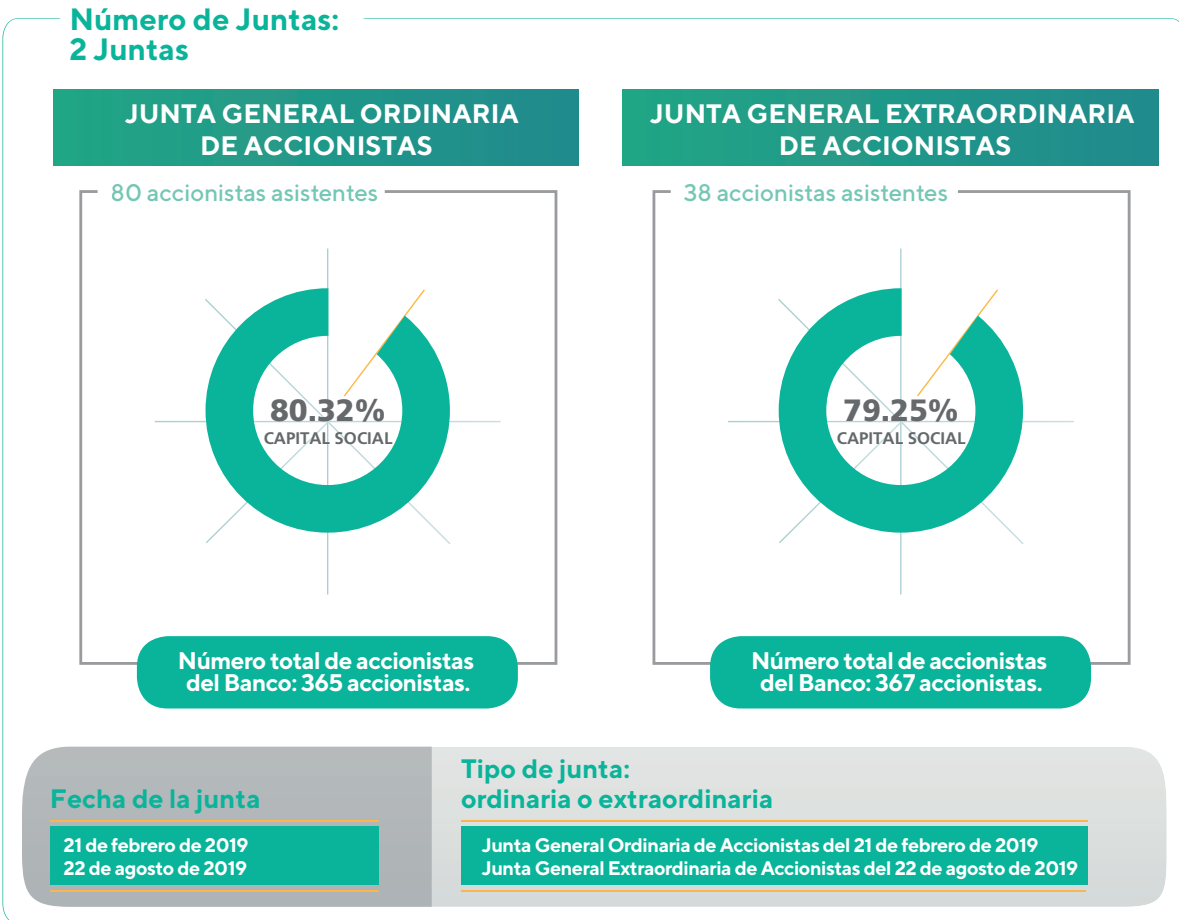 Número de Juntas:
2 Juntas
JUNTA GENERAL ORDINARIA
DE ACCIONISTAS
80 accionistas asistentes
80.32%
CAPITAL SOCIAL
Número total de accionistas
del Banco: 365 accionistas.
JUNTA GENERAL EXTRAORDINARIA
DE ACCIONISTAS
38 accionistas asistentes
79.25%
CAPITAL SOCIAL
Número total de accionistas
del Banco: 367 accionistas.
Fecha de la junta
21 de febrero de 2019
22 de agosto de 2019
Tipo de junta:
ordinaria o extraordinaria
Junta General Ordinaria de Accionistas del 21 de febrero de 2019
Junta General Extraordinaria de Accionistas del 22 de agosto de 2019